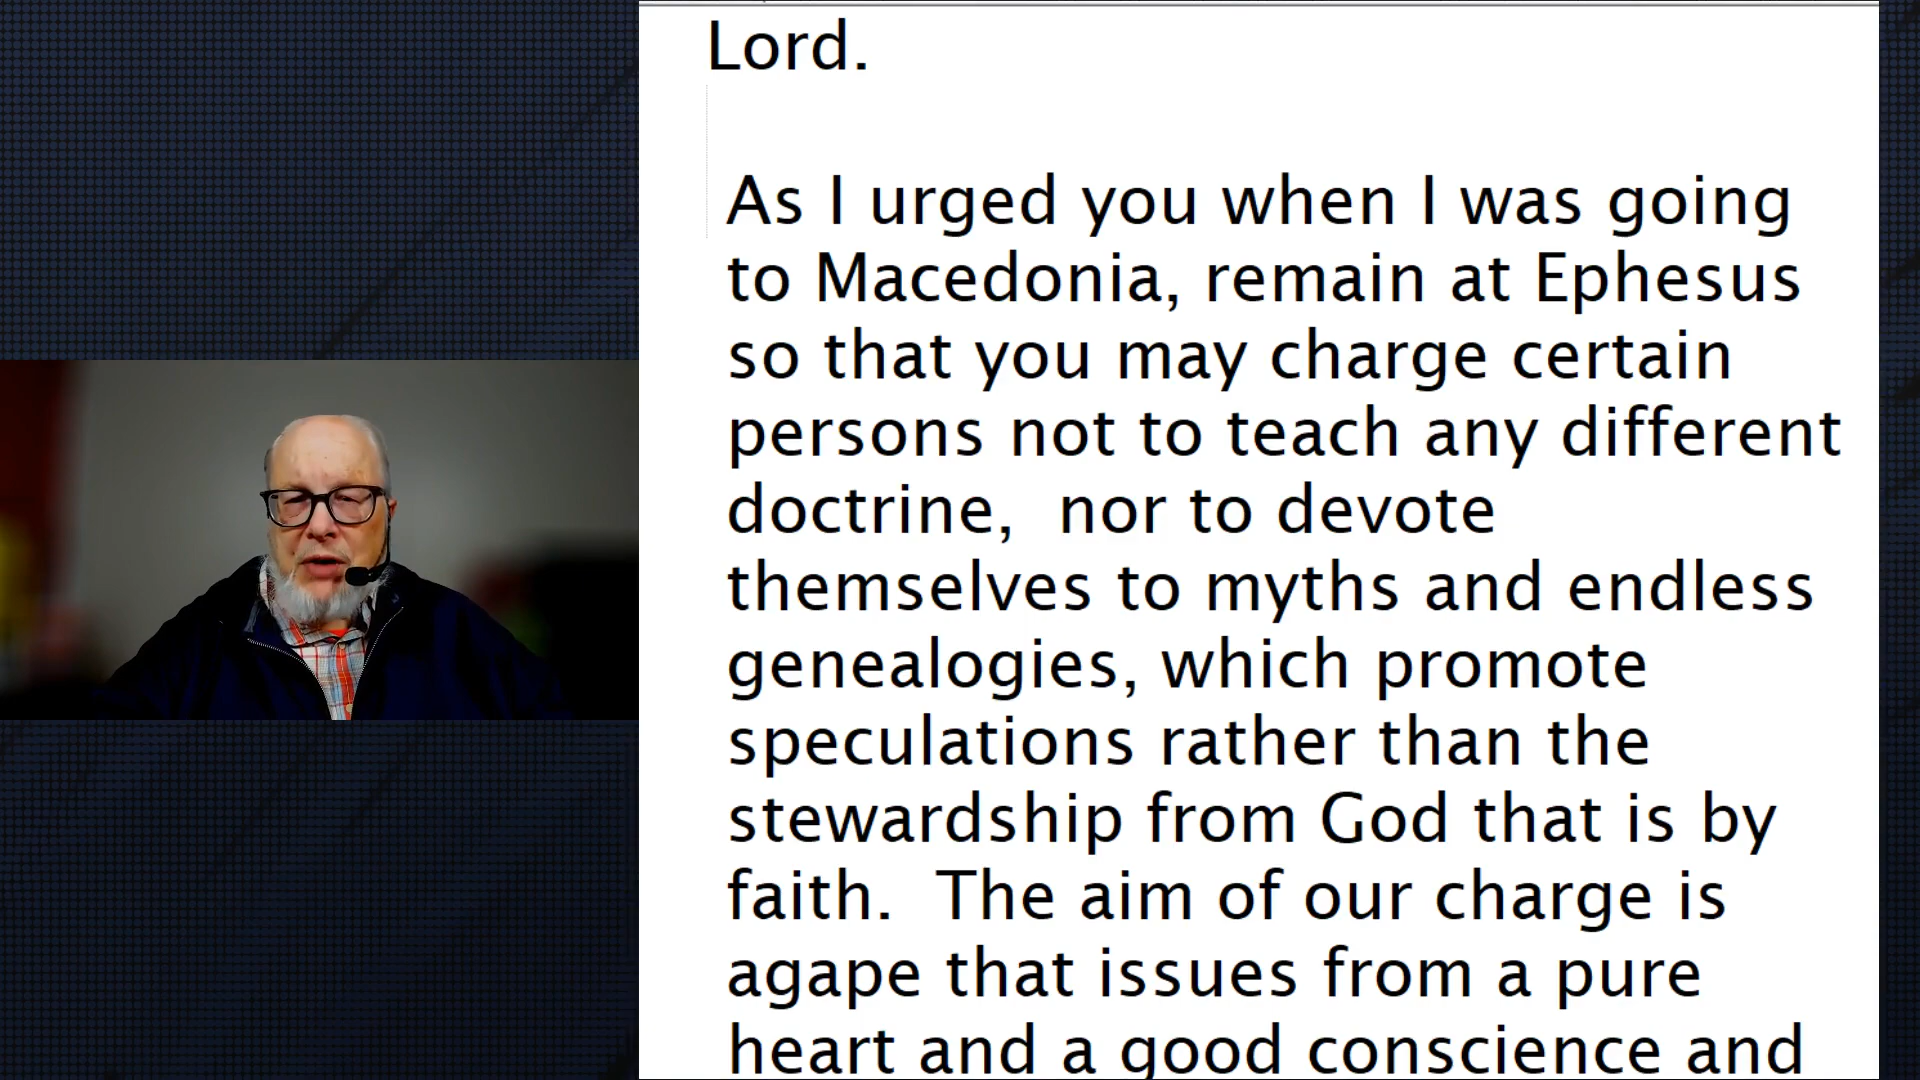 Lord.
As I urged you when I was going
to Macedonia, remain at Ephesus
so that you may charge certain
persons not to teach any different
doctrine,  nor to devote
themselves to myths and endless
genealogies, which promote
speculations rather than the
stewardship from God that is by
faith.  The aim of our charge is
agape that issues from a pure
heart and a good conscience and